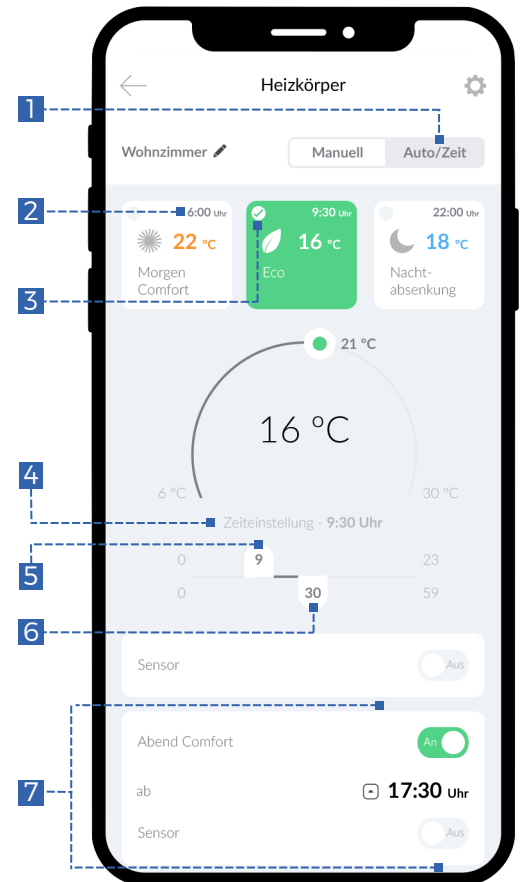 Heizkörper
1
Wohnzimmer Manuell Auto/Zeit
2
6:00 Uhr 9:30 Uhr 22:00 Uhr
22 °C 16 °C 18 °C
3
Morgen Comfort
Eco
Nacht-
absenkung
21 °C
16 °C
6 °C 30 °C
4
Zeiteinstellung - 9:30 Uhr
5
0 9 23
0 30 59
6
Sensor Aus
Abend Comfort An
7
ab 17:30 Uhr
Sensor Aus